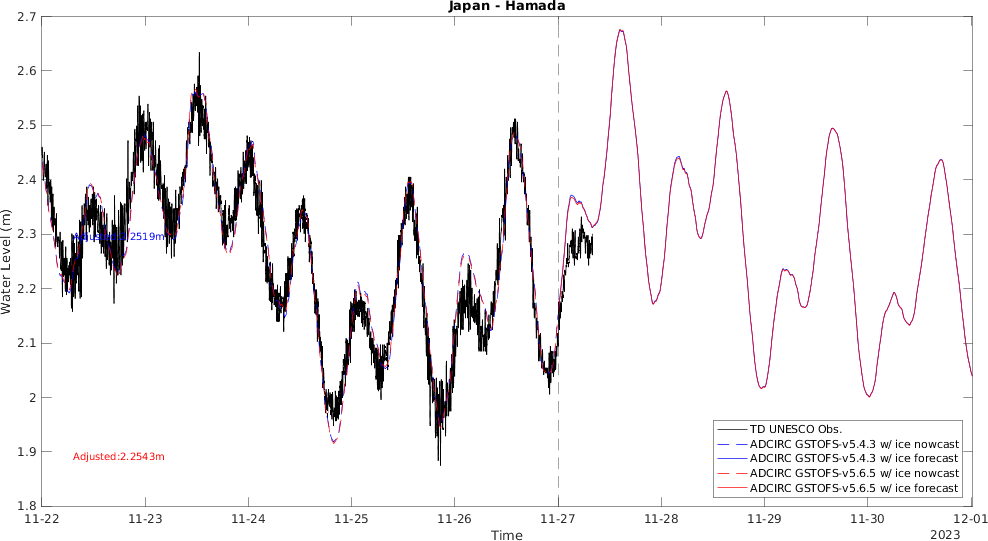 Japan - Hamada
2.7
2.6
2.5
2.4
2.3
2.2
2.1
2
1.9
1.8
Water Level (m)
Adjusted:2.2543m
TD UNESCO Obs.
ADCIRC GSTOFS-v5.4.3 w/ ice nowcast
ADCIRC GSTOFS-v5.4.3 w/ ice forecast
ADCIRC GSTOFS-v5.6.5 w/ ice nowcast
ADCIRC GSTOFS-v5.6.5 w/ ice forecast
11-22 11-23 11-24 11-25 11-26 11-27 11-28 11-29 11-30 12-01
Time
2023